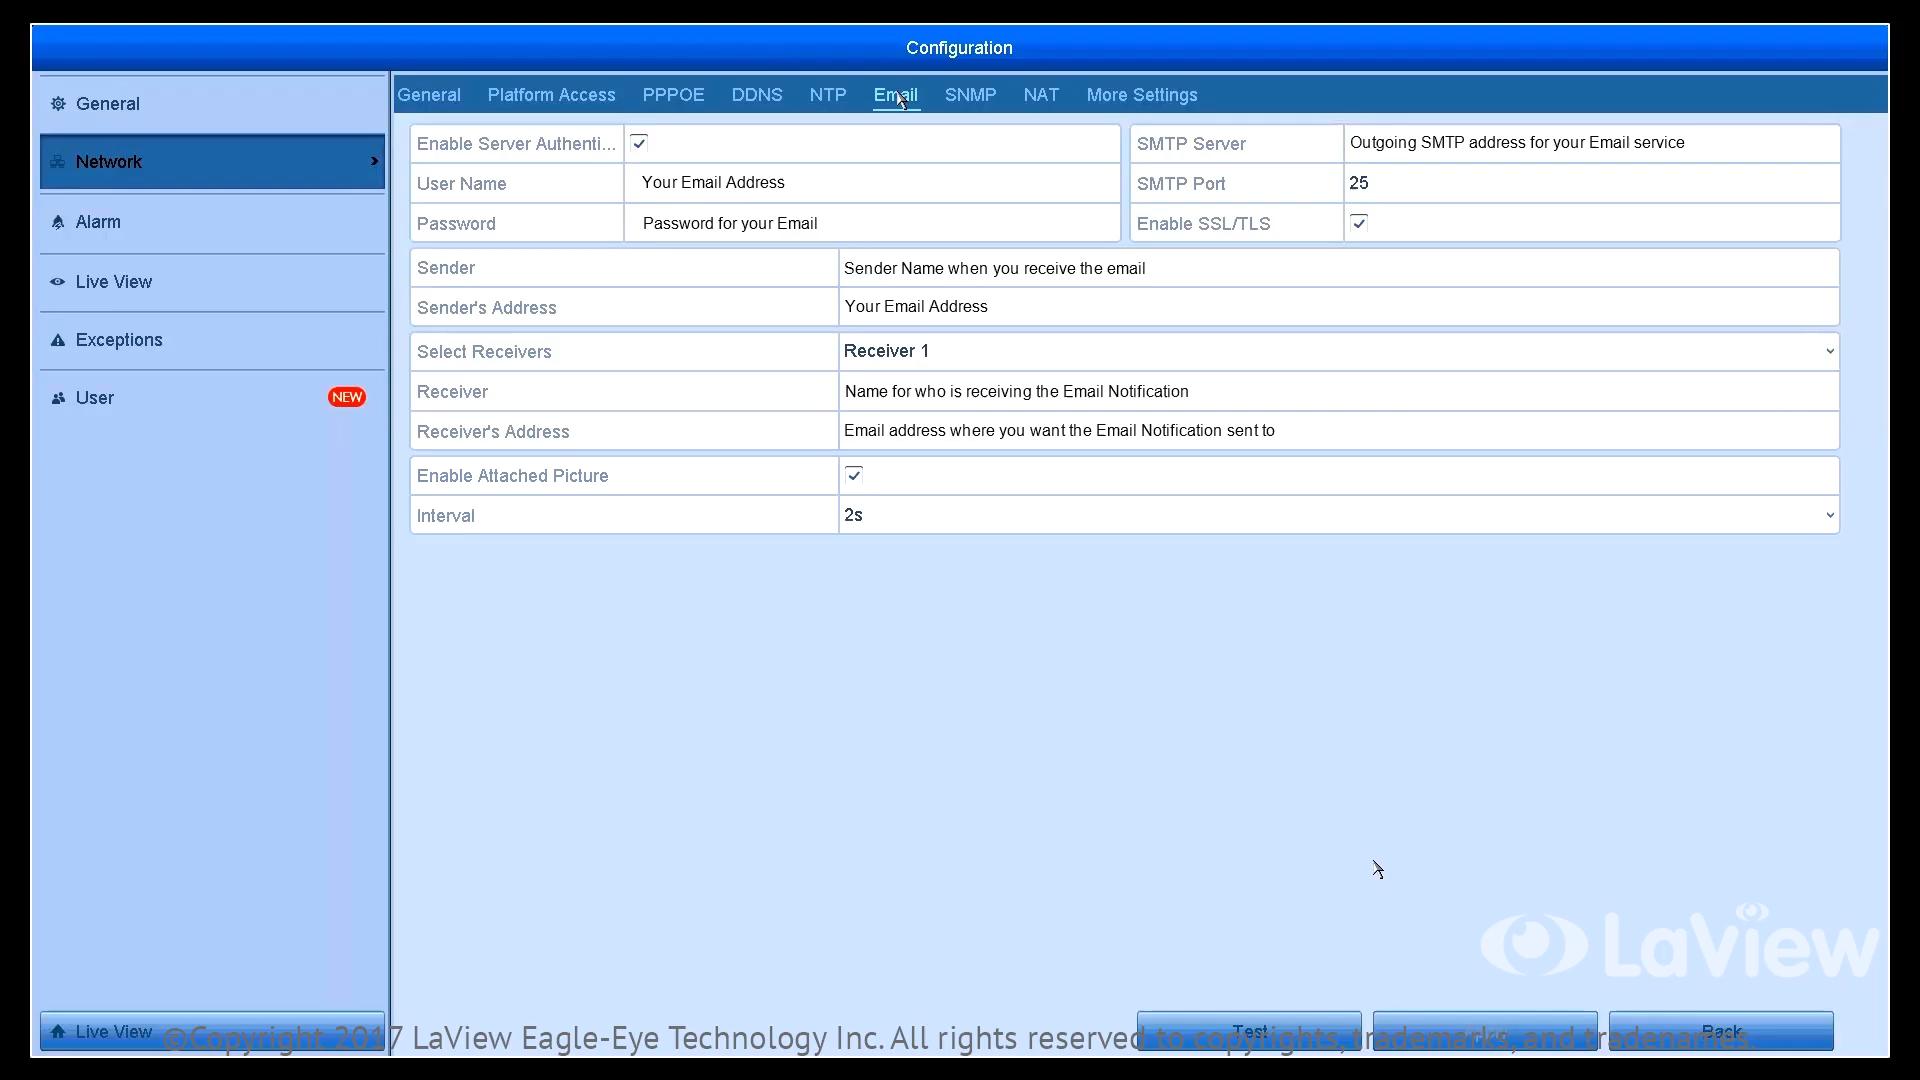 Configuration
General
Network
Alarm
Live View
Exceptions
User NEW
General Platform Access PPPOE DDNS NTP Email SNMP NAT More Settings
Enable Server Authenti...
User Name Your Email Address
Password Password for your Email
SMTP Server Outgoing SMTP address for your Email service
SMTP Port 25
Enable SSL/TLS
Sender Sender Name when you receive the email
Sender's Address Your Email Address
Select Receivers Receiver 1
Receiver Name for who is receiving the Email Notification
Receiver's Address Email address where you want the Email Notification sent to
Enable Attached Picture
Interval 2s
LaView
Live View
Test Back
©Copyright 2017 LaView Eagle-Eye Technology Inc. All rights reserved to copyrights, trademarks, and tradenames.